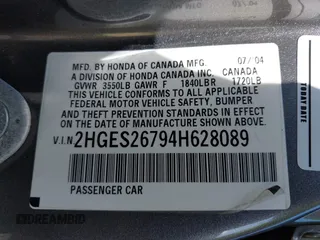 MFD. BY HONDA OF CANADA MFG. 07/04
A DIVISION OF HONDA CANADA INC. CANADA
GVWR 3550LB GAWR F 1840LBR 1720LB
THIS VEHICLE CONFORMS TO ALL APPLICABLE
FEDERAL MOTOR VEHICLE SAFETY, BUMPER
AND THEFT PREVENTION STANDARDS IN
EFFECT ON THE DATE OF
MANUFACTURE SHOWN ABOVE.
V.I.N 2HGES26794H628089
PASSENGER CAR
TODAY DATE
DREAMBID